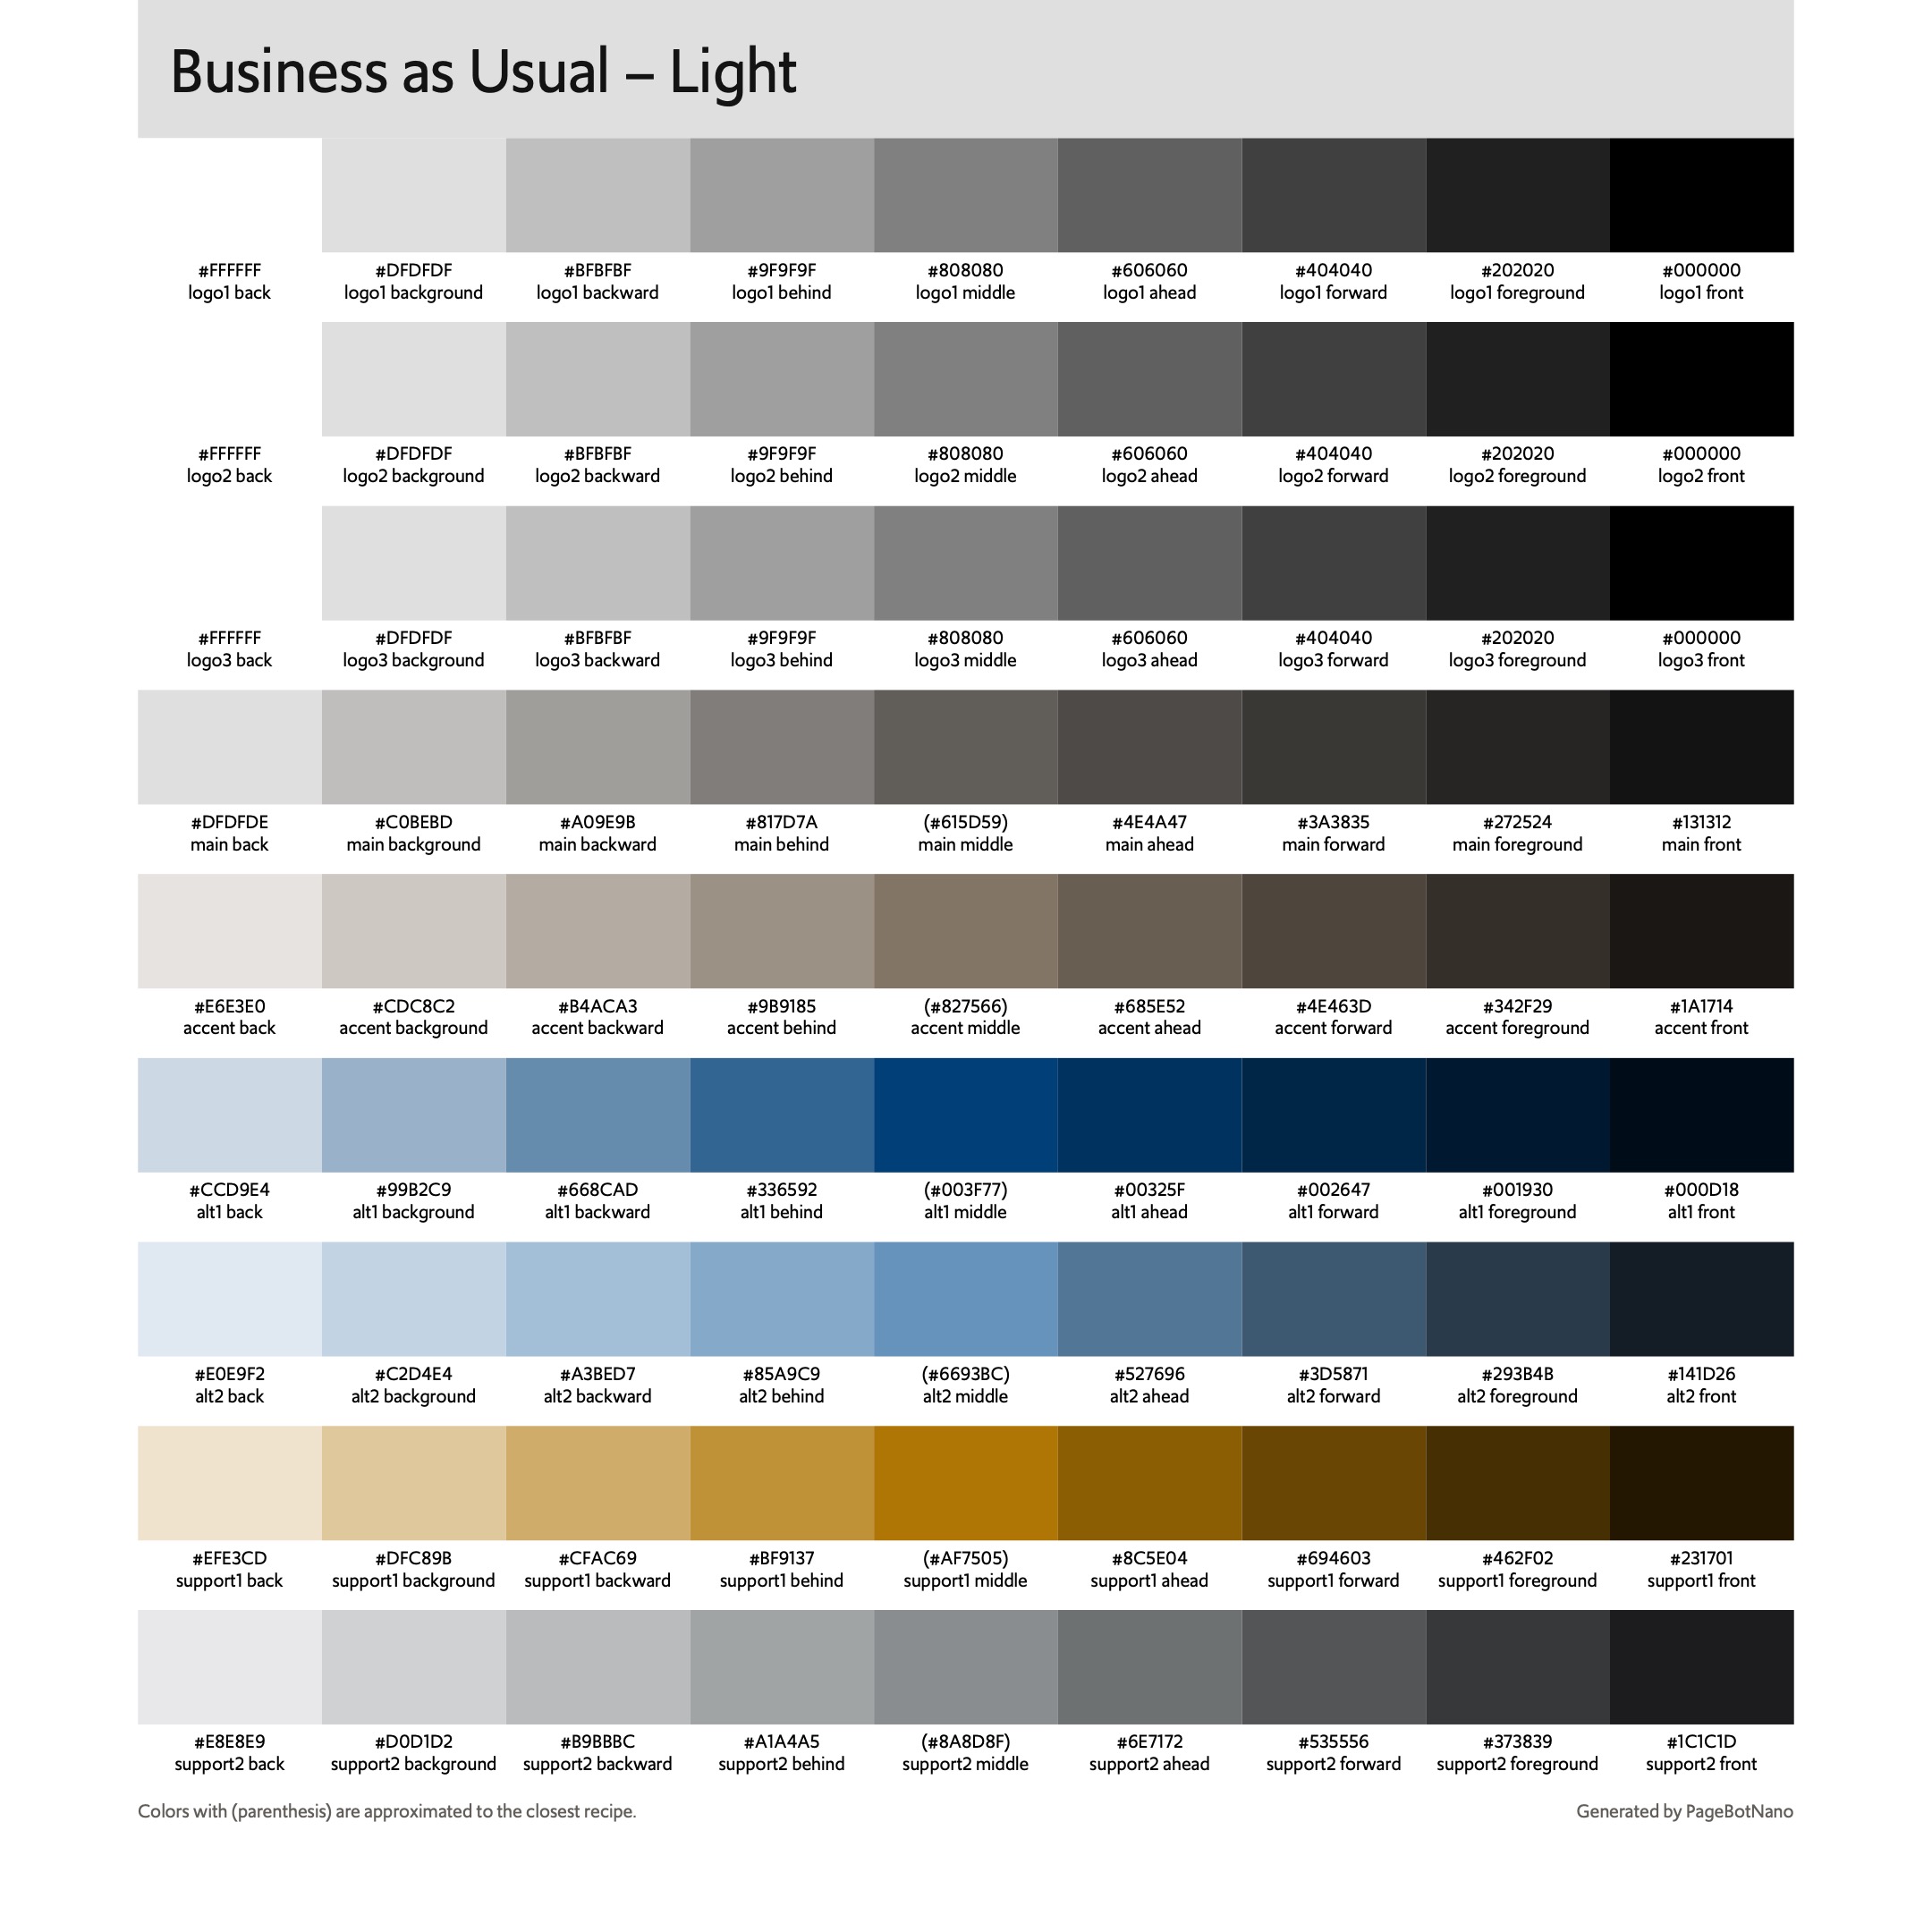 Business as Usual – Light
#FFFFFF #DFDFDF #BFBFBF #9F9F9F #808080 #606060 #404040 #202020 #000000
logo1 back logo1 background logo1 backward logo1 behind logo1 middle logo1 ahead logo1 forward logo1 foreground logo1 front
#FFFFFF #DFDFDF #BFBFBF #9F9F9F #808080 #606060 #404040 #202020 #000000
logo2 back logo2 background logo2 backward logo2 behind logo2 middle logo2 ahead logo2 forward logo2 foreground logo2 front
#FFFFFF #DFDFDF #BFBFBF #9F9F9F #808080 #606060 #404040 #202020 #000000
logo3 back logo3 background logo3 backward logo3 behind logo3 middle logo3 ahead logo3 forward logo3 foreground logo3 front
#DFDFDE #C0BEBD #A09E9B #817D7A (#615D59) #4E4A47 #3A3835 #272524 #131312
main back main background main backward main behind main middle main ahead main forward main foreground main front
#E6E3E0 #CDC8C2 #B4ACA3 #9B9185 (#827566) #685E52 #4E463D #342F29 #1A1714
accent back accent background accent backward accent behind accent middle accent ahead accent forward accent foreground accent front
#CCD9E4 #99B2C9 #668CAD #336592 (#003F77) #00325F #002647 #001930 #000D18
alt1 back alt1 background alt1 backward alt1 behind alt1 middle alt1 ahead alt1 forward alt1 foreground alt1 front
#E0E9F2 #C2D4E4 #A3BED7 #85A9C9 (#6693BC) #527696 #3D5871 #293B4B #141D26
alt2 back alt2 background alt2 backward alt2 behind alt2 middle alt2 ahead alt2 forward alt2 foreground alt2 front
#EFE3CD #DFC89B #CFAC69 #BF9137 (#AF7505) #8C5E04 #694603 #462F02 #231701
support1 back support1 background support1 backward support1 behind support1 middle support1 ahead support1 forward support1 foreground support1 front
#E8E8E9 #D0D1D2 #B9BBBC #A1A4A5 (#8A8D8F) #6E7172 #535556 #373839 #1C1C1D
support2 back support2 background support2 backward support2 behind support2 middle support2 ahead support2 forward support2 foreground support2 front
Colors with (parenthesis) are approximated to the closest recipe. Generated by PageBotNano